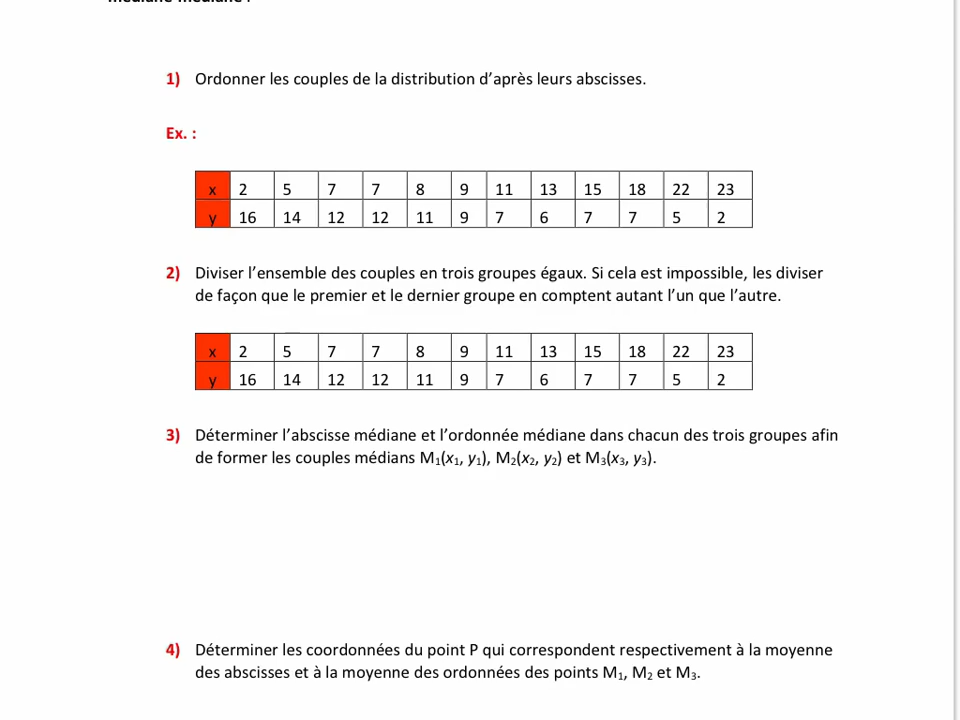 1) Ordonner les couples de la distribution d'après leurs abscisses.
Ex. :
x 2 5 7 7 8 9 11 13 15 18 22 23
y 16 14 12 12 11 9 7 6 7 7 5 2
2) Diviser l'ensemble des couples en trois groupes égaux. Si cela est impossible, les diviser
de façon que le premier et le dernier groupe en comptent autant l'un que l'autre.
x 2 5 7 7 8 9 11 13 15 18 22 23
y 16 14 12 12 11 9 7 6 7 7 5 2
3) Déterminer l'abscisse médiane et l'ordonnée médiane dans chacun des trois groupes afin
de former les couples médians M₁(x₁, y₁), M₂(x₂, y₂) et M₃(x₃, y₃).
4) Déterminer les coordonnées du point P qui correspondent respectivement à la moyenne
des abscisses et à la moyenne des ordonnées des points M₁, M₂ et M₃.